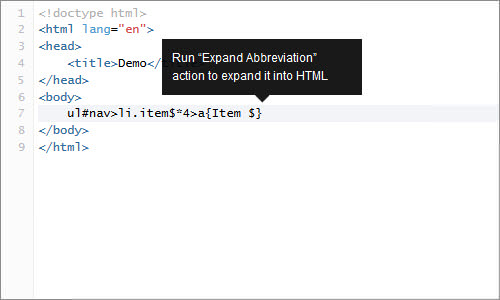 1 <!doctype html>
2 <html lang="en">
3 <head>
4 <title>Demo</
Run “Expand Abbreviation”
action to expand it into HTML
5 </head>
6 <body>
7 ul#nav>li.item$*4>a{Item $}
8 </body>
9 </html>